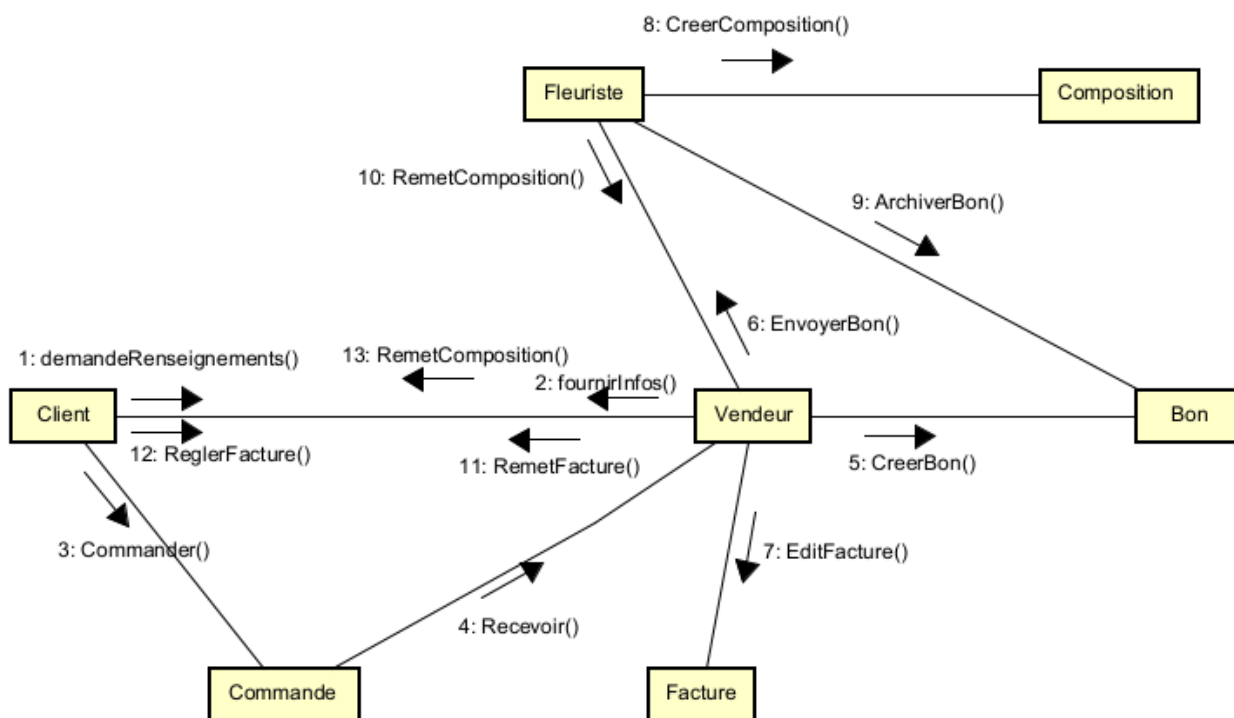 8: CreerComposition()
Fleuriste
Composition
10: RemetComposition()
9: ArchiverBon()
6: EnvoyerBon()
1: demandeRenseignements()
13: RemetComposition()
2: fournirInfos()
Client
Vendeur
Bon
12: ReglerFacture()
11: RemetFacture()
5: CreerBon()
3: Commander()
7: EditFacture()
4: Recevoir()
Commande
Facture